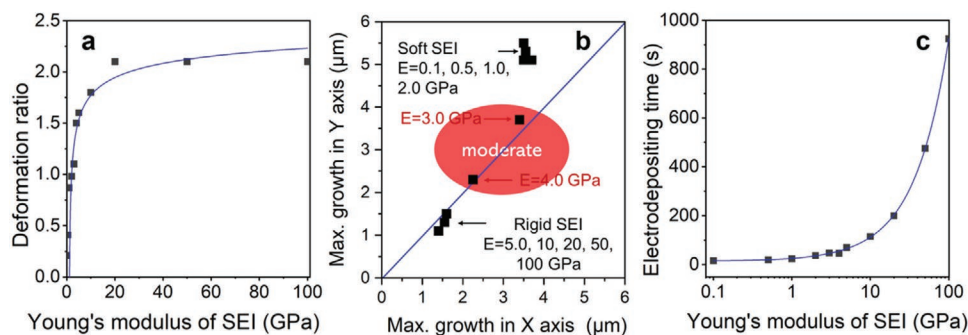 a
2.5
2.0
1.5
1.0
0.5
0.0
0 20 40 60 80 100
Deformation ratio
Young's modulus of SEI (GPa)
b
6
5
4
3
2
1
0
0 1 2 3 4 5 6
Max. growth in Y axis (μm)
Max. growth in X axis (μm)
Soft SEI
E=0.1, 0.5, 1.0,
2.0 GPa
E=3.0 GPa
moderate
E=4.0 GPa
Rigid SEI
E=5.0, 10, 20, 50,
100 GPa
c
1000
800
600
400
200
0
0.1 1 10 100
Electrodepositing time (s)
Young's modulus of SEI (GPa)